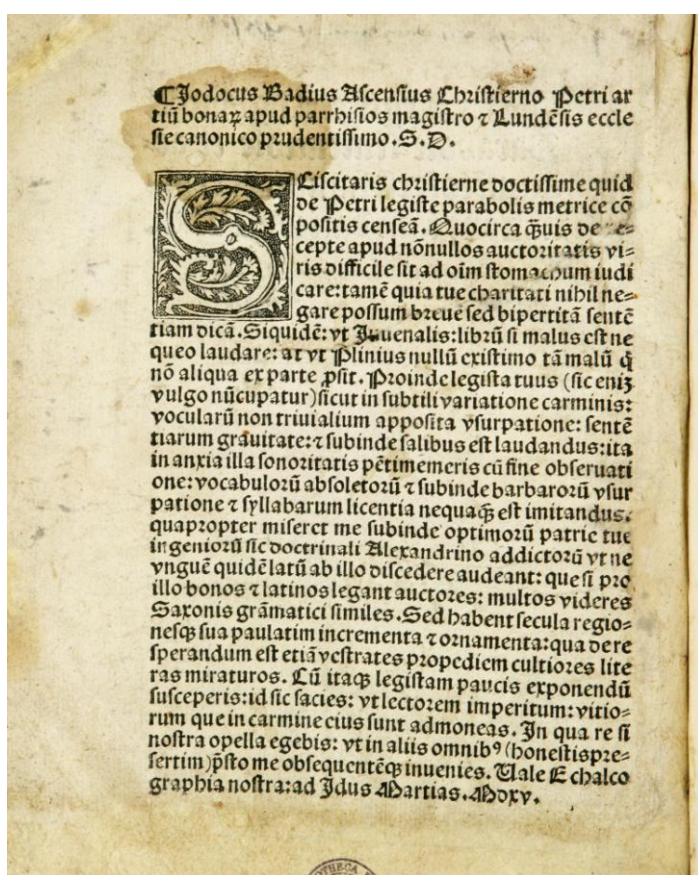 ⁌Jodocus Badius Ascensius Christierno Petri ar
tiū bonaꝝ apud parrhisios magistro ⁊ Lundēsis eccle
sie canonico prudentissimo. S. D.
SCiscitaris christierne doctissime quid
de Petri legiste parabolis metrice cō
positis censeā. Quocirca q̄uis de re-
cepte apud nōnullos auctoritatis vi-
ris difficile sit ad oīm stomachum iudi
care: tamē quia tue charitati nihil ne-
gare possum breue sed bipertitā sentē
tiam dicā. Siquidē: vt Juuenalis: librū si malus est ne
queo laudare: at vt Plinius nullū existimo tā malū q̄
nō aliqua ex parte ꝓsit. Proinde legista tuus (sic eniꝫ
vulgo nūcupatur) sicut in subtili variatione carminis:
vocularū non triuialium apposita vsurpatione: sentē
tiarum grauitate: ⁊ subinde salibus est laudandus: ita
in anxia illa sonoritatis pētimemeris cū fine obseruati
one: vocabulorū absoletorū ⁊ subinde barbarorū vsur
patione ⁊ syllabarum licentia nequaꝗ̄ est imitandus.
quapropter miseret me subinde optimorū patrie tue
ingeniorū sic doctrinali Alexandrino addictorū vt ne
vnguē quidē latū ab illo discedere audeant: que si pro
illo bonos ⁊ latinos legant auctores: multos videres
Saxonis grāmatici similes. Sed habent secula regio-
nesqꝫ sua paulatim incrementa ⁊ ornamenta: qua de re
sperandum est etiā vestrates propediem cultiores lite
ras miraturos. Cū itaqꝫ legistam paucis exponendū
susceperis: id sic facies: vt lectorem imperitum: vitio-
rum que in carmine eius sunt admoneas. In qua re si
nostra opella egebis: vt in aliis omnibꝰ (honestis pre-
sertim) p̄sto me obsequentēqꝫ inuenies. Uale E chalco
graphia nostra: ad Idus Martias. Mdxv.